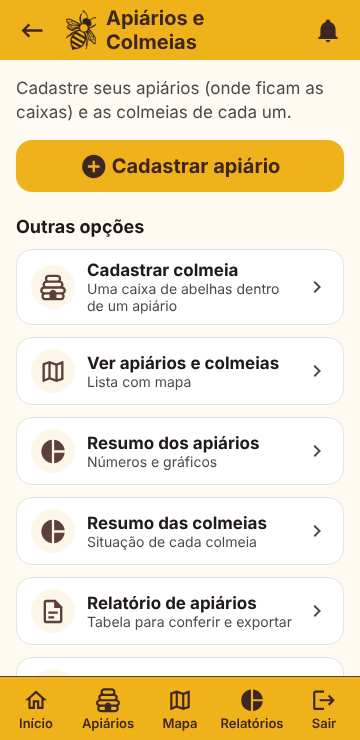 Apiários e
Colmeias
Cadastre seus apiários (onde ficam as
caixas) e as colmeias de cada um.
Cadastrar apiário
Outras opções
Cadastrar colmeia
Uma caixa de abelhas dentro
de um apiário
Ver apiários e colmeias
Lista com mapa
Resumo dos apiários
Números e gráficos
Resumo das colmeias
Situação de cada colmeia
Relatório de apiários
Tabela para conferir e exportar
Início
Apiários
Mapa
Relatórios
Sair